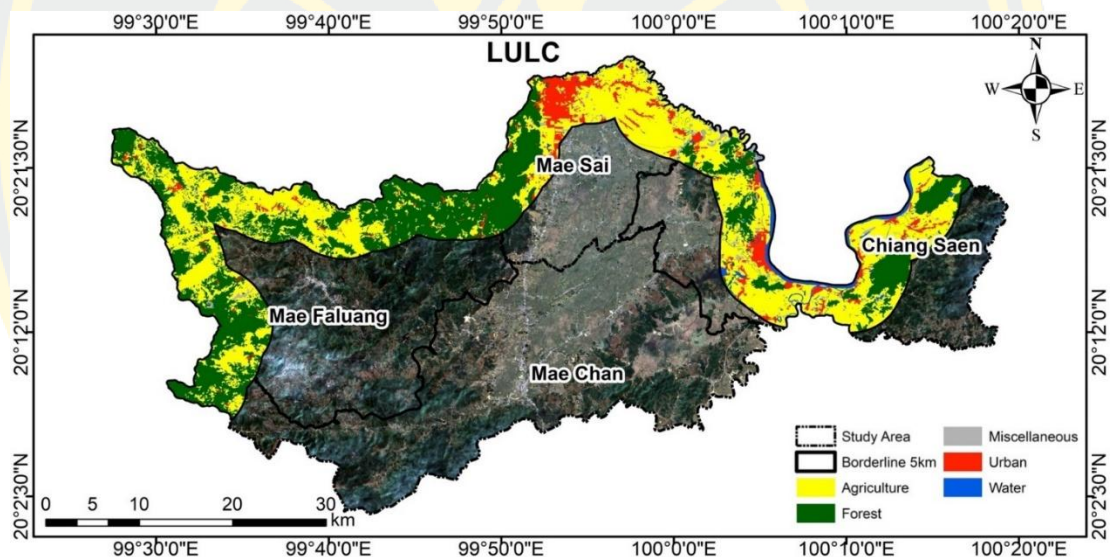 99°30'0"E 99°40'0"E 99°50'0"E 100°0'0"E 100°10'0"E 100°20'0"E
LULC
N
W E
S
20°21'30"N 20°21'30"N
Mae Sai
Chiang Saen
Mae Faluang
20°12'0"N 20°12'0"N
Mae Chan
Study Area Miscellaneous
Borderline 5km Urban
Agriculture Water
Forest
20°2'30"N 20°2'30"N
0 5 10 20 30
km
99°30'0"E 99°40'0"E 99°50'0"E 100°0'0"E 100°10'0"E 100°20'0"E